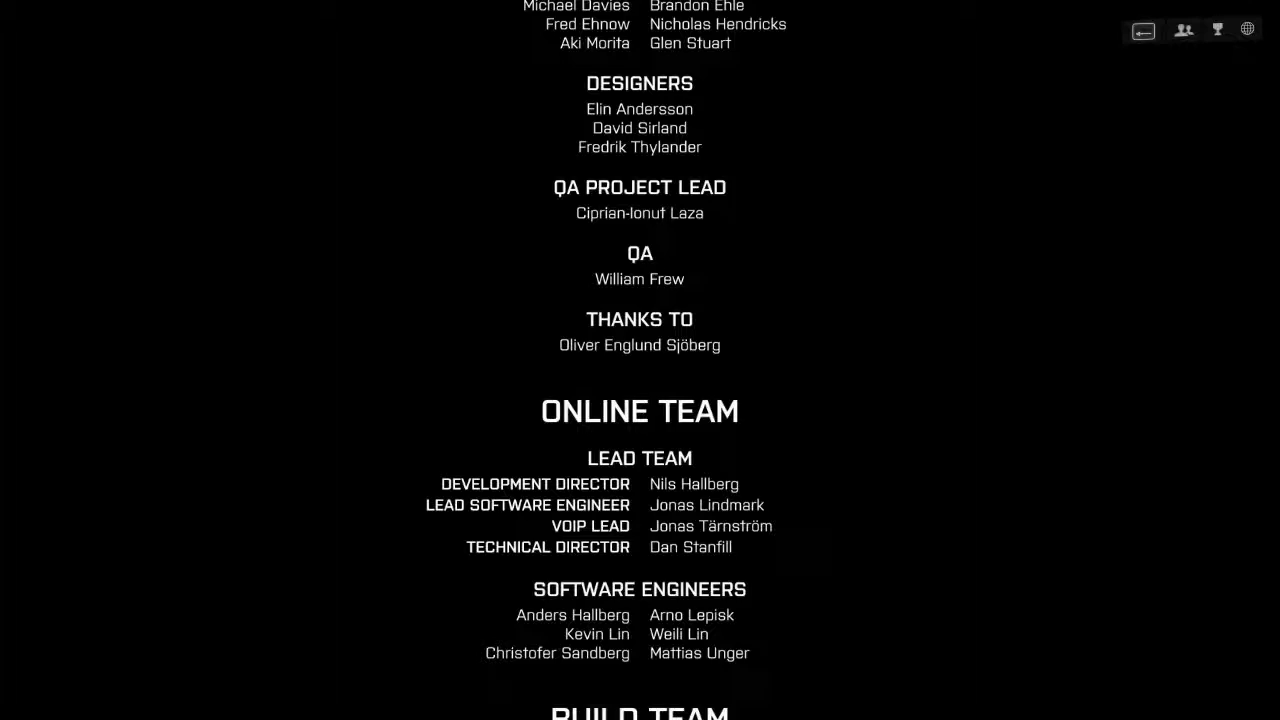 Michael Davies Brandon Ehle
Fred Ehnow Nicholas Hendricks
Aki Morita Glen Stuart
DESIGNERS
Elin Andersson
David Sirland
Fredrik Thylander
QA PROJECT LEAD
Ciprian-Ionut Laza
QA
William Frew
THANKS TO
Oliver Englund Sjöberg
ONLINE TEAM
LEAD TEAM
DEVELOPMENT DIRECTOR Nils Hallberg
LEAD SOFTWARE ENGINEER Jonas Lindmark
VOIP LEAD Jonas Tärnström
TECHNICAL DIRECTOR Dan Stanfill
SOFTWARE ENGINEERS
Anders Hallberg Arno Lepisk
Kevin Lin Weili Lin
Christofer Sandberg Mattias Unger
BUILD TEAM